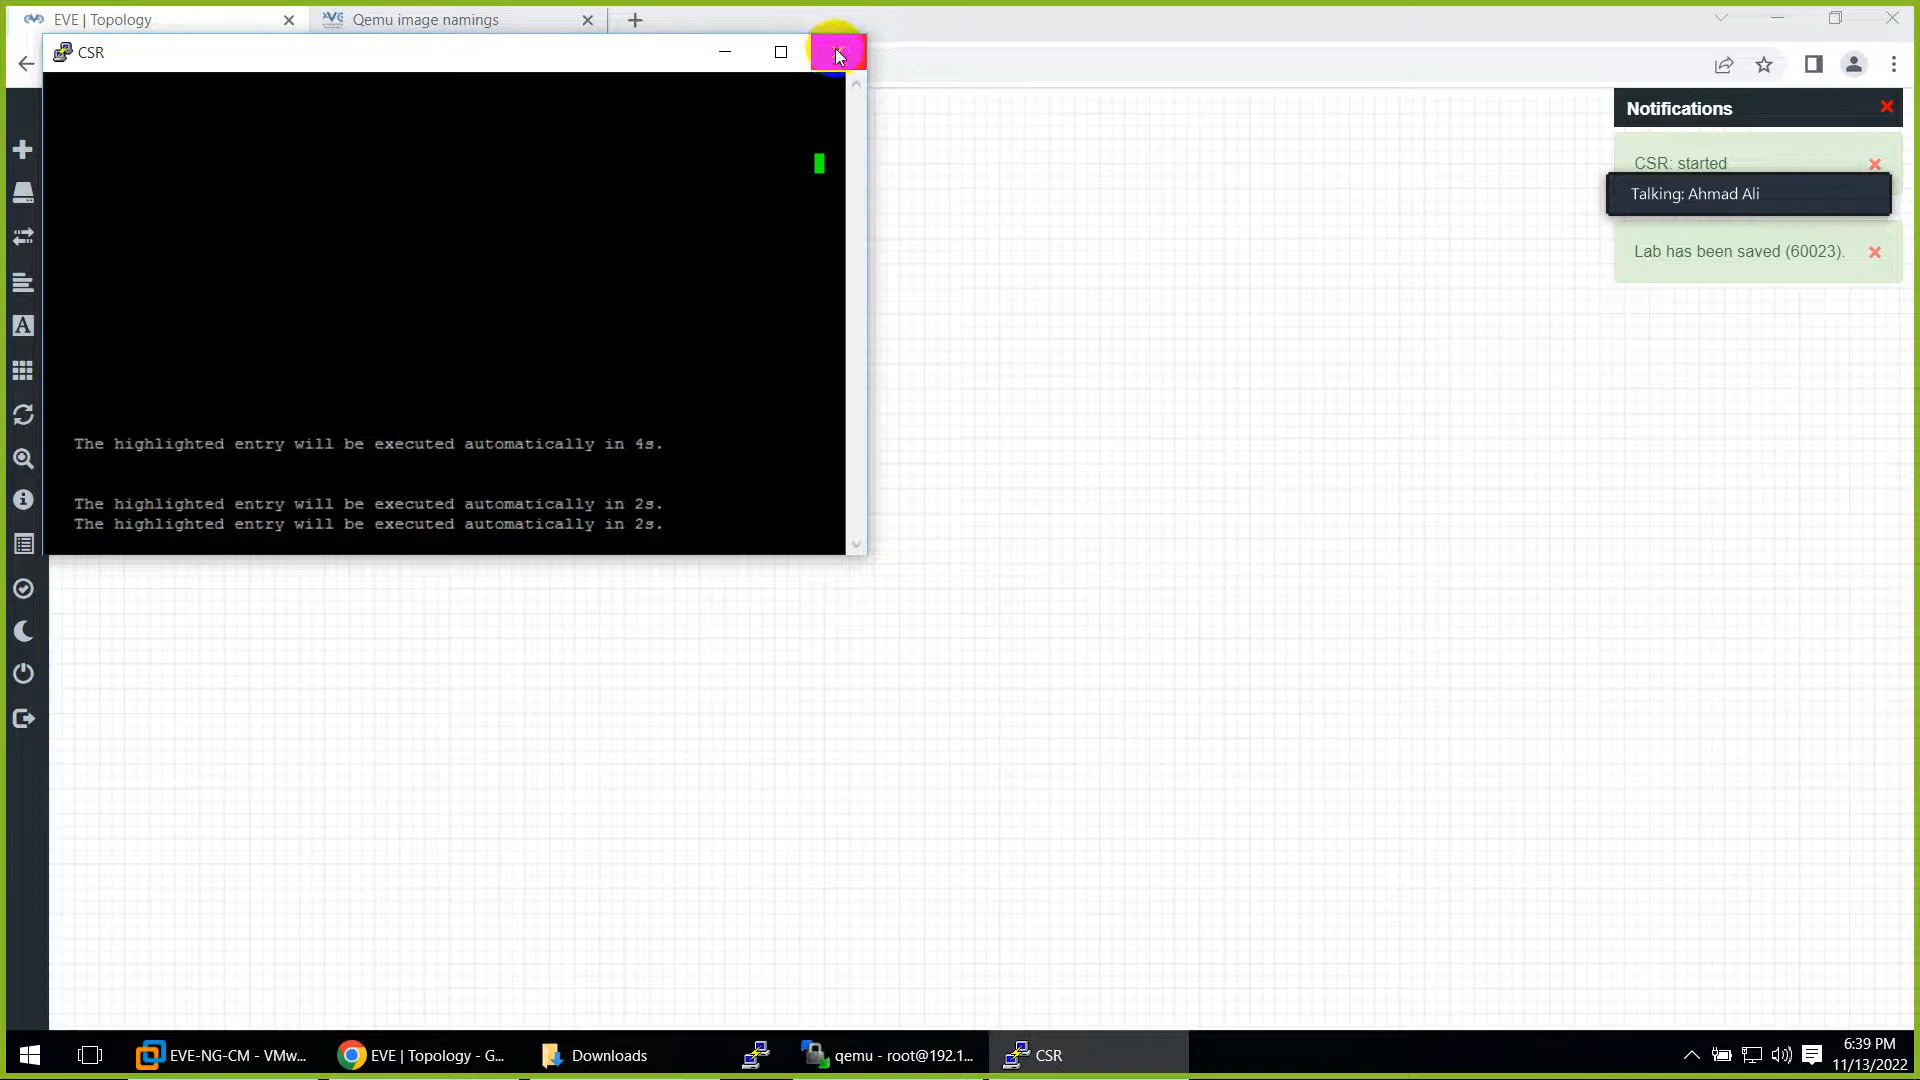 EVE | Topology
Qemu image namings
CSR
Notifications
CSR: started
Talking: Ahmad Ali
Lab has been saved (60023).
The highlighted entry will be executed automatically in 4s.
The highlighted entry will be executed automatically in 2s.
The highlighted entry will be executed automatically in 2s.
EVE-NG-CM - VMw...
EVE | Topology - G...
Downloads
qemu - root@192.1...
CSR
6:39 PM
11/13/2022